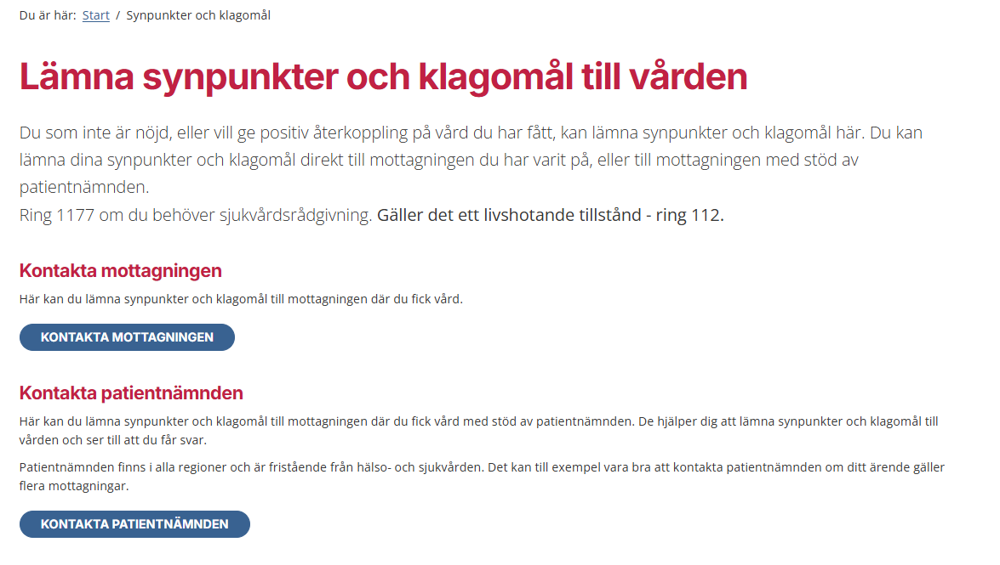 Du är här: Start / Synpunkter och klagomål
Lämna synpunkter och klagomål till vården
Du som inte är nöjd, eller vill ge positiv återkoppling på vård du har fått, kan lämna synpunkter och klagomål här. Du kan
lämna dina synpunkter och klagomål direkt till mottagningen du har varit på, eller till mottagningen med stöd av
patientnämnden.
Ring 1177 om du behöver sjukvårdsrådgivning. Gäller det ett livshotande tillstånd - ring 112.
Kontakta mottagningen
Här kan du lämna synpunkter och klagomål till mottagningen där du fick vård.
KONTAKTA MOTTAGNINGEN
Kontakta patientnämnden
Här kan du lämna synpunkter och klagomål till mottagningen där du fick vård med stöd av patientnämnden. De hjälper dig att lämna synpunkter och klagomål till
vården och ser till att du får svar.
Patientnämnden finns i alla regioner och är fristående från hälso- och sjukvården. Det kan till exempel vara bra att kontakta patientnämnden om ditt ärende gäller
flera mottagningar.
KONTAKTA PATIENTNÄMNDEN